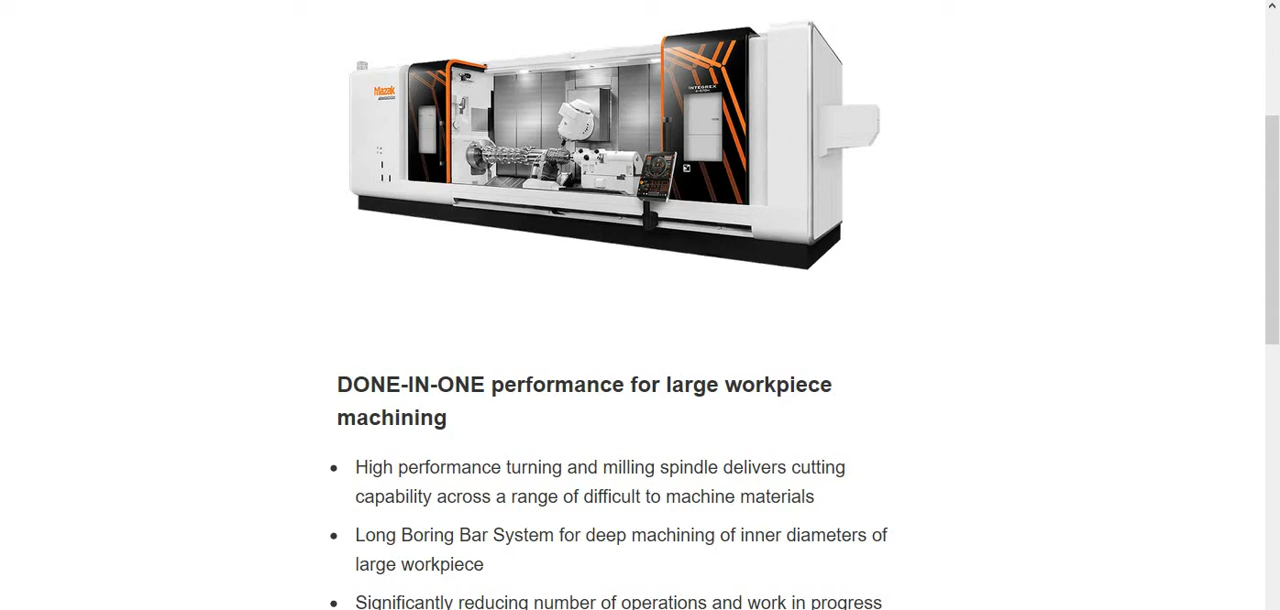 Mazak
INTEGREX
DONE-IN-ONE performance for large workpiece
machining
• High performance turning and milling spindle delivers cutting
capability across a range of difficult to machine materials
• Long Boring Bar System for deep machining of inner diameters of
large workpiece
• Significantly reducing number of operations and work in progress